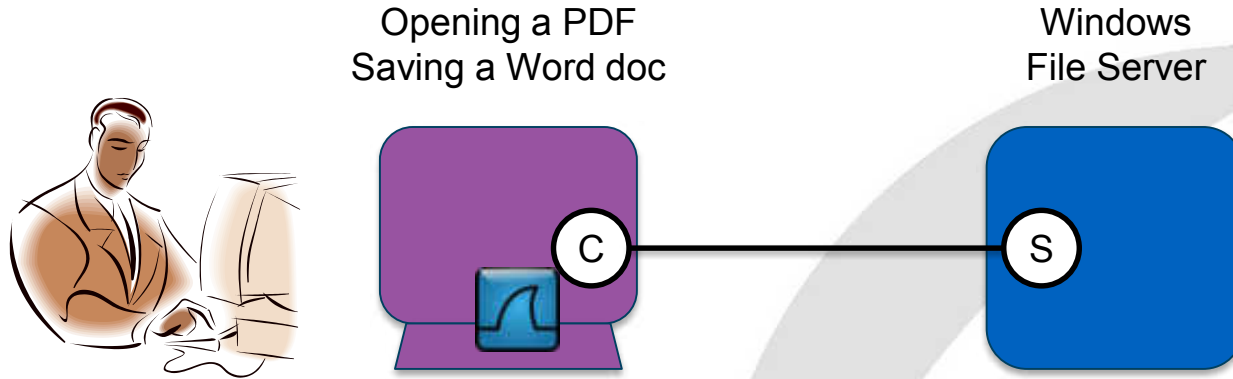 Opening a PDF
Saving a Word doc
Windows
File Server
C
S